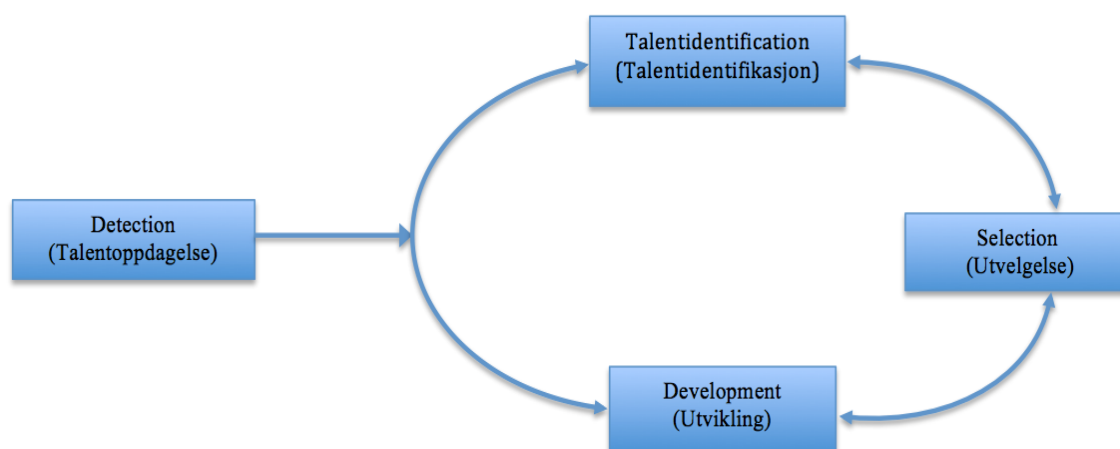 Talentidentification
(Talentidentifikasjon)
Detection
(Talentoppdagelse)
Selection
(Utvelgelse)
Development
(Utvikling)